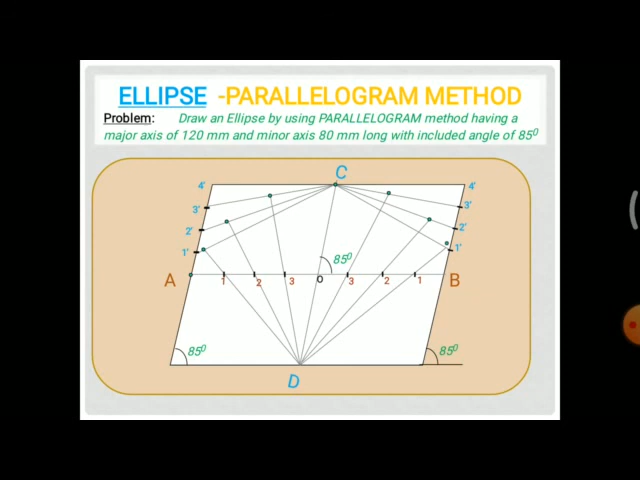 ELLIPSE -PARALLELOGRAM METHOD
Problem: Draw an Ellipse by using PARALLELOGRAM method having a
major axis of 120 mm and minor axis 80 mm long with included angle of 85⁰
C
4' 4'
3' 3'
2' 2'
1' 1'
85⁰
A 1 2 3 O 3 2 1 B
85⁰ 85⁰
D